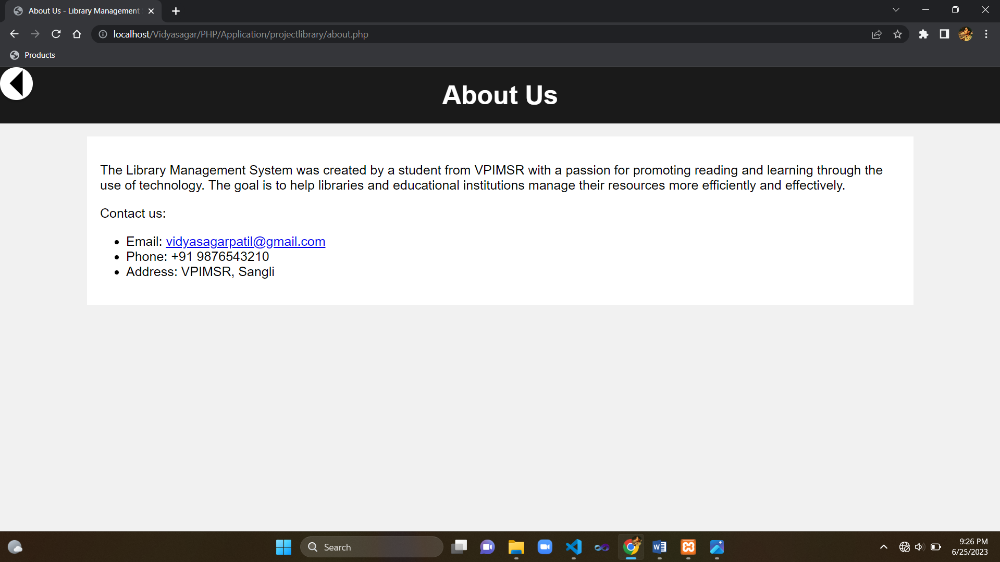 About Us - Library Management
localhost/Vidyasagar/PHP/Application/projectlibrary/about.php
Products
About Us
The Library Management System was created by a student from VPIMSR with a passion for promoting reading and learning through the
use of technology. The goal is to help libraries and educational institutions manage their resources more efficiently and effectively.
Contact us:
• Email: vidyasagarpatil@gmail.com
• Phone: +91 9876543210
• Address: VPIMSR, Sangli
Search
9:26 PM
6/25/2023